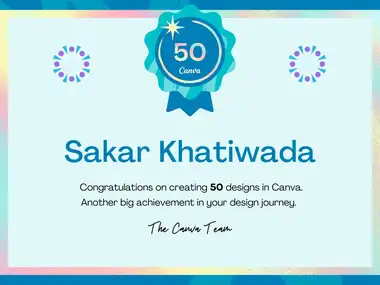 50
Canva
Sakar Khatiwada
Congratulations on creating 50 designs in Canva.
Another big achievement in your design journey.
The Canva Team